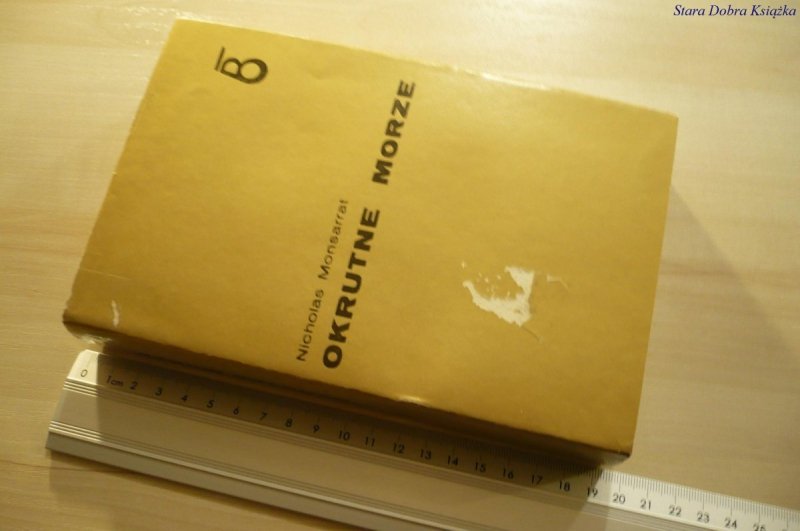 Stara Dobra Książka
B
Nicholas Monsarrat
OKRUTNE MORZE
0 1cm 2 3 4 5 6 7 8 9 10 11 12 13 14 15 16 17 18 19 20 21 22 23 24 25